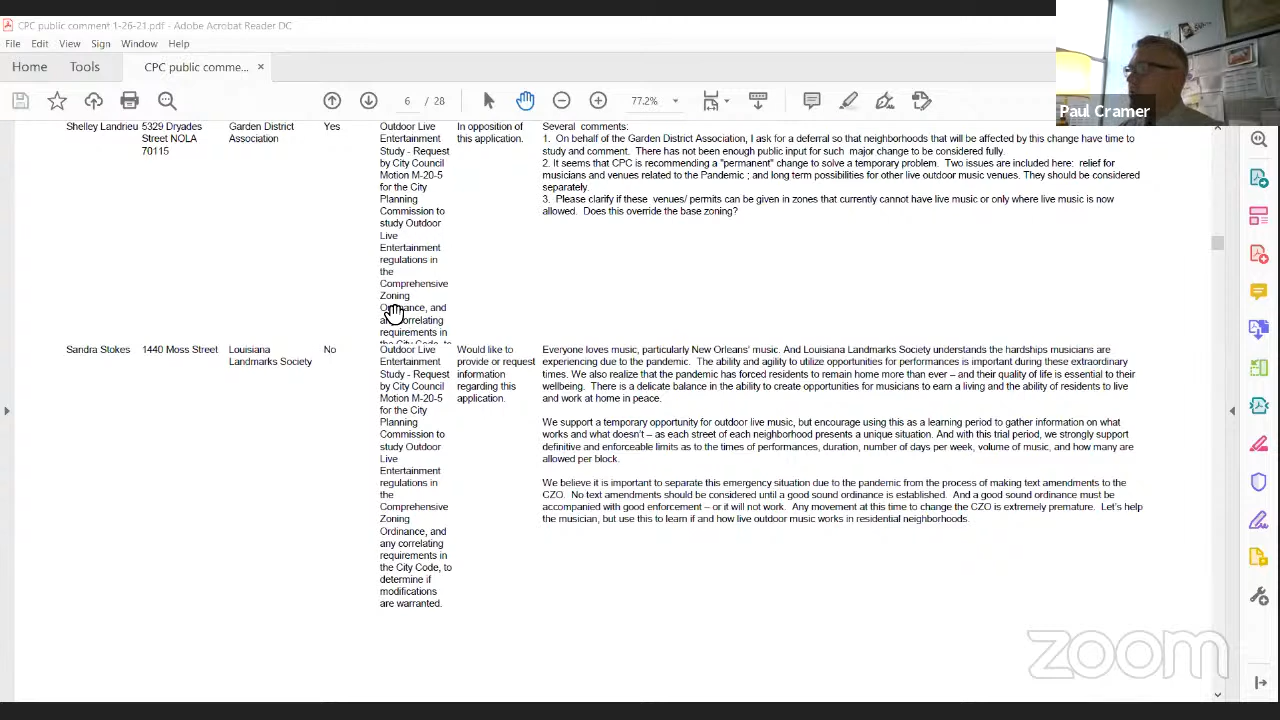 CPC public comment 1-26-21.pdf - Adobe Acrobat Reader DC
File Edit View Sign Window Help
Home Tools CPC public comme... ×
6 / 28 77.2%
Paul Cramer
Shelley Landrieu 5329 Dryades Garden District Yes Outdoor Live In opposition of Several comments:
Street NOLA Association Entertainment this application. 1. On behalf of the Garden District Association, I ask for a deferral so that neighborhoods that will be affected by this change have time to
70115 Study - Request study and comment. There has not been enough public input for such major change to be considered fully.
by City Council 2. It seems that CPC is recommending a "permanent" change to solve a temporary problem. Two issues are included here: relief for
Motion M-20-5 musicians and venues related to the Pandemic ; and long term possibilities for other live outdoor music venues. They should be considered
for the City separately.
Planning 3. Please clarify if these venues/ permits can be given in zones that currently cannot have live music or only where live music is now
Commission to allowed. Does this override the base zoning?
study Outdoor
Live
Entertainment
regulations in
the
Comprehensive
Zoning
and
correlating
requirements in
the City Code, to
Sandra Stokes 1440 Moss Street Louisiana No Outdoor Live Would like to Everyone loves music, particularly New Orleans' music. And Louisiana Landmarks Society understands the hardships musicians are
Landmarks Society Entertainment provide or request experiencing due to the pandemic. The ability and agility to utilize opportunities for performances is important during these extraordinary
Study - Request information times. We also realize that the pandemic has forced residents to remain home more than ever – and their quality of life is essential to their
by City Council regarding this wellbeing. There is a delicate balance in the ability to create opportunities for musicians to earn a living and the ability of residents to live
Motion M-20-5 application. and work at home in peace.
for the City
Planning We support a temporary opportunity for outdoor live music, but encourage using this as a learning period to gather information on what
Commission to works and what doesn't – as each street of each neighborhood presents a unique situation. And with this trial period, we strongly support
study Outdoor definitive and enforceable limits as to the times of performances, duration, number of days per week, volume of music, and how many are
Live allowed per block.
Entertainment
regulations in We believe it is important to separate this emergency situation due to the pandemic from the process of making text amendments to the
the CZO. No text amendments should be considered until a good sound ordinance is established. And a good sound ordinance must be
Comprehensive accompanied with good enforcement – or it will not work. Any movement at this time to change the CZO is extremely premature. Let's help
Zoning the musician, but use this to learn if and how live outdoor music works in residential neighborhoods.
Ordinance, and
any correlating
requirements in
the City Code, to
determine if
modifications
are warranted.
zoom